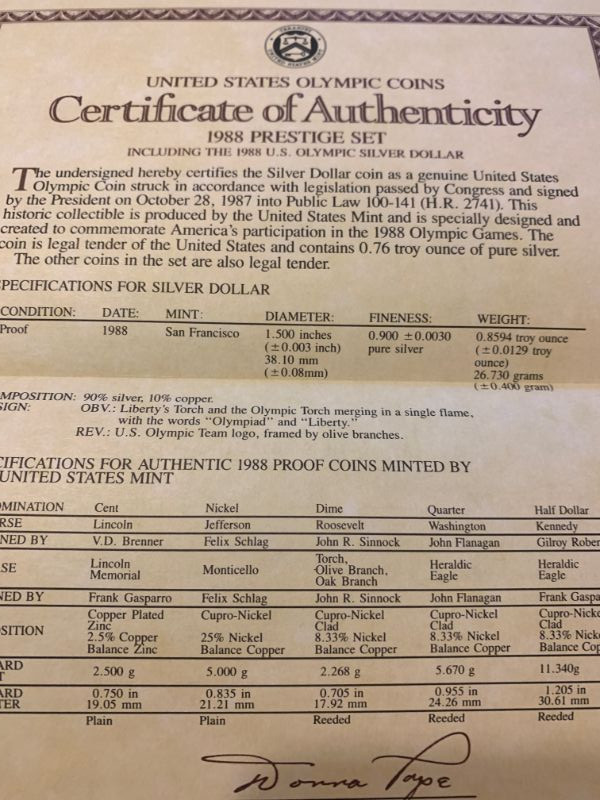 UNITED STATES OLYMPIC COINS
Certificate of Authenticity
1988 PRESTIGE SET
INCLUDING THE 1988 U.S. OLYMPIC SILVER DOLLAR
The undersigned hereby certifies the Silver Dollar coin as a genuine United States
Olympic Coin struck in accordance with legislation passed by Congress and signed
by the President on October 28, 1987 into Public Law 100-141 (H.R. 2741). This
historic collectible is produced by the United States Mint and is specially designed and
created to commemorate America's participation in the 1988 Olympic Games. The
coin is legal tender of the United States and contains 0.76 troy ounce of pure silver.
The other coins in the set are also legal tender.
PECIFICATIONS FOR SILVER DOLLAR
CONDITION: DATE: MINT: DIAMETER: FINENESS: WEIGHT:
Proof 1988 San Francisco 1.500 inches 0.900 ±0.0030 0.8594 troy ounce
(±0.003 inch) pure silver (±0.0129 troy
38.10 mm ounce)
(±0.08mm) 26.730 grams
(±0.400 gram)
MPOSITION: 90% silver, 10% copper.
SIGN: OBV.: Liberty's Torch and the Olympic Torch merging in a single flame,
with the words "Olympiad" and "Liberty."
REV.: U.S. Olympic Team logo, framed by olive branches.
CIFICATIONS FOR AUTHENTIC 1988 PROOF COINS MINTED BY
UNITED STATES MINT
OMINATION Cent Nickel Dime Quarter Half Dollar
RSE Lincoln Jefferson Roosevelt Washington Kennedy
NED BY V.D. Brenner Felix Schlag John R. Sinnock John Flanagan Gilroy Rober
SE Lincoln Memorial Monticello Torch, Olive Branch, Oak Branch Heraldic Eagle Heraldic Eagle
NED BY Frank Gasparro Felix Schlag John R. Sinnock John Flanagan Frank Gaspa
Copper Plated Cupro-Nickel Cupro-Nickel Cupro-Nickel Cupro-Nicke
Zinc Clad Clad Clad
OSITION 2.5% Copper 25% Nickel 8.33% Nickel 8.33% Nickel 8.33% Nick
Balance Zinc Balance Copper Balance Copper Balance Copper Balance Cop
ARD 2.500 g 5.000 g 2.268 g 5.670 g 11.340g
T
ARD 0.750 in 0.835 in 0.705 in 0.955 in 1.205 in
TER 19.05 mm 21.21 mm 17.92 mm 24.26 mm 30.61 mm
Plain Plain Reeded Reeded Reeded
Donna Pope